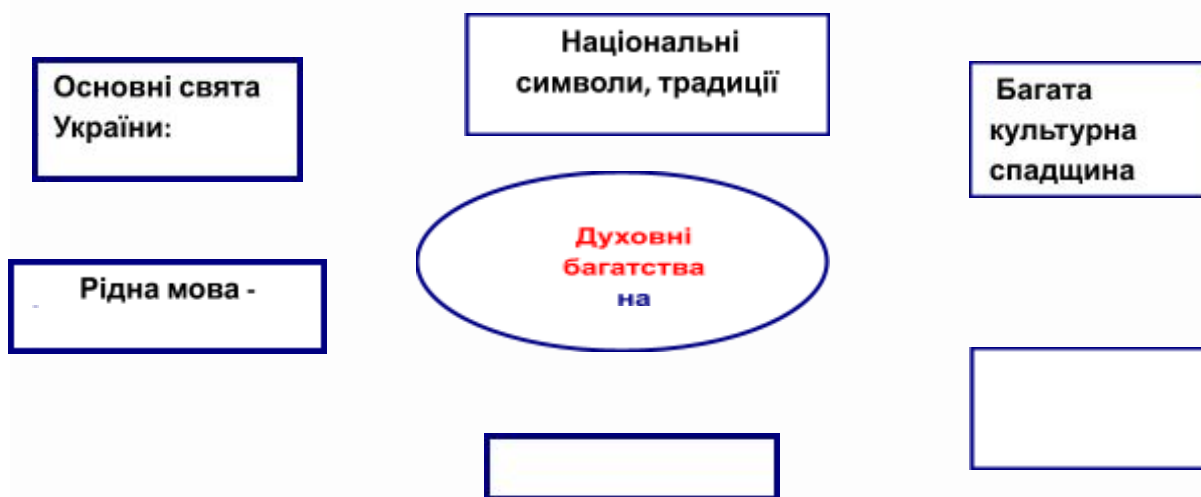 Національні
символи, традиції
Основні свята
України:
Багата
культурна
спадщина
Духовні
багатства
на
Рідна мова -